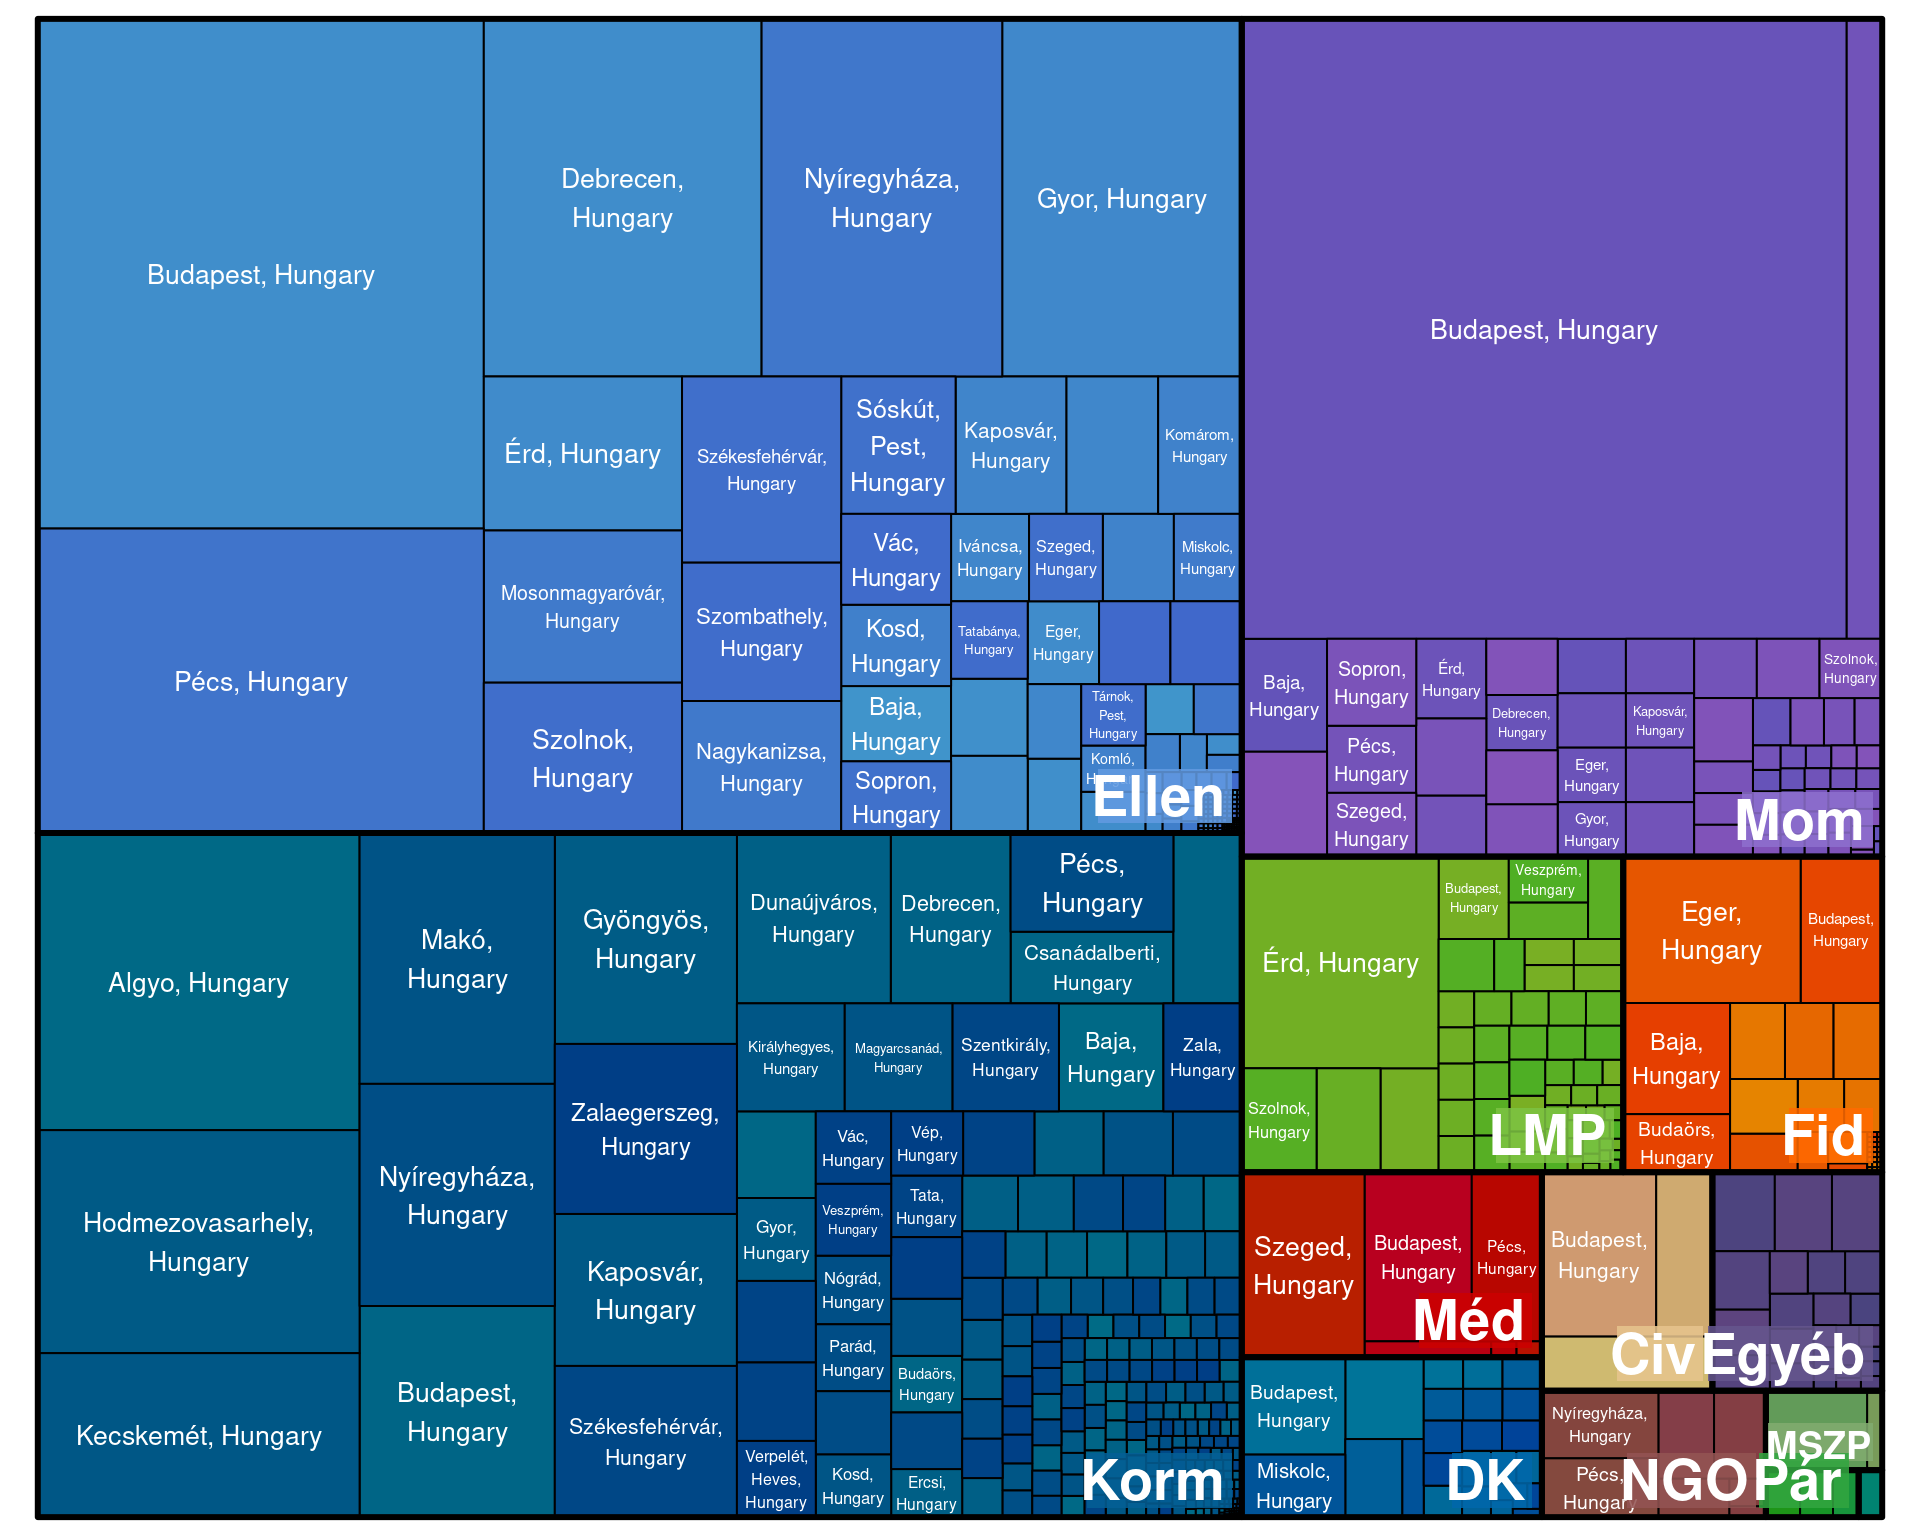 Budapest, Hungary
Pécs, Hungary
Debrecen,
Hungary
Nyíregyháza,
Hungary
Gyor, Hungary
Érd, Hungary
Mosonmagyaróvár,
Hungary
Szolnok,
Hungary
Székesfehérvár,
Hungary
Szombathely,
Hungary
Nagykanizsa,
Hungary
Sóskút,
Pest,
Hungary
Kaposvár,
Hungary
Komárom,
Hungary
Vác,
Hungary
Kosd,
Hungary
Baja,
Hungary
Sopron,
Hungary
Iváncsa,
Hungary
Szeged,
Hungary
Miskolc,
Hungary
Tatabánya,
Hungary
Eger,
Hungary
Tárnok,
Pest,
Hungary
Komló,
Ellen
Budapest, Hungary
Baja,
Hungary
Sopron,
Hungary
Pécs,
Hungary
Szeged,
Hungary
Érd,
Hungary
Debrecen,
Hungary
Eger,
Hungary
Gyor,
Hungary
Kaposvár,
Hungary
Szolnok,
Hungary
Mom
Algyo, Hungary
Hodmezovasarhely,
Hungary
Kecskemét, Hungary
Makó,
Hungary
Nyíregyháza,
Hungary
Budapest,
Hungary
Gyöngyös,
Hungary
Zalaegerszeg,
Hungary
Kaposvár,
Hungary
Székesfehérvár,
Hungary
Dunaújváros,
Hungary
Debrecen,
Hungary
Pécs,
Hungary
Csanádalberti,
Hungary
Királyhegyes,
Hungary
Magyarcsanád,
Hungary
Szentkirály,
Hungary
Baja,
Hungary
Zala,
Hungary
Gyor,
Hungary
Verpelét,
Heves,
Hungary
Vác,
Hungary
Veszprém,
Hungary
Nógrád,
Hungary
Parád,
Hungary
Kosd,
Hungary
Vép,
Hungary
Tata,
Hungary
Budaörs,
Hungary
Ercsi,
Hungary
Korm
Érd, Hungary
Szolnok,
Hungary
Budapest,
Hungary
Veszprém,
Hungary
LMP
Eger,
Hungary
Budapest,
Hungary
Baja,
Hungary
Budaörs,
Hungary
Fid
Szeged,
Hungary
Budapest,
Hungary
Pécs,
Hungary
Méd
Budapest,
Hungary
Civ
Egyéb
Budapest,
Hungary
Miskolc,
Hungary
DK
Nyíregyháza,
Hungary
Pécs,
Hungary
NGO
MSZP
Pár